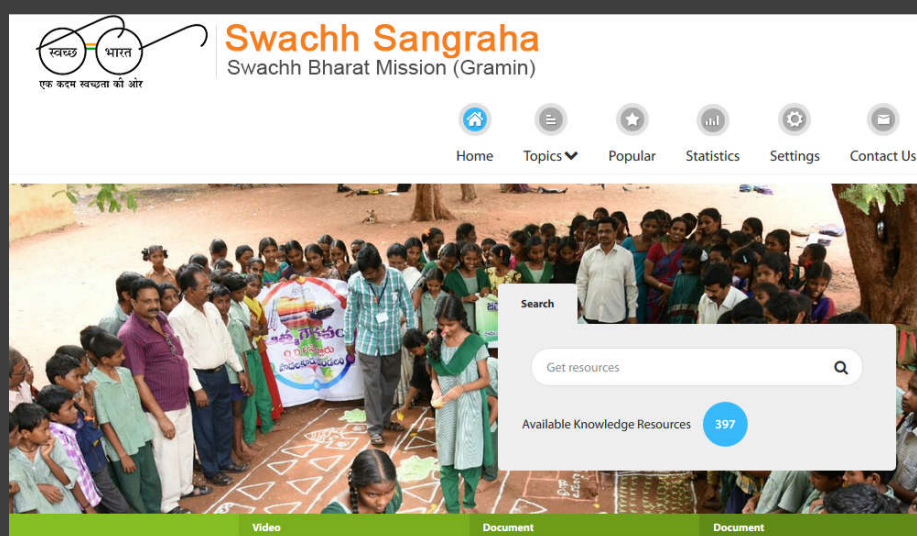 स्वच्छ भारत
एक कदम स्वच्छता की ओर
Swachh Sangraha
Swachh Bharat Mission (Gramin)
Home Topics Popular Statistics Settings Contact Us
Search
Get resources
Available Knowledge Resources 397
Video Document Document